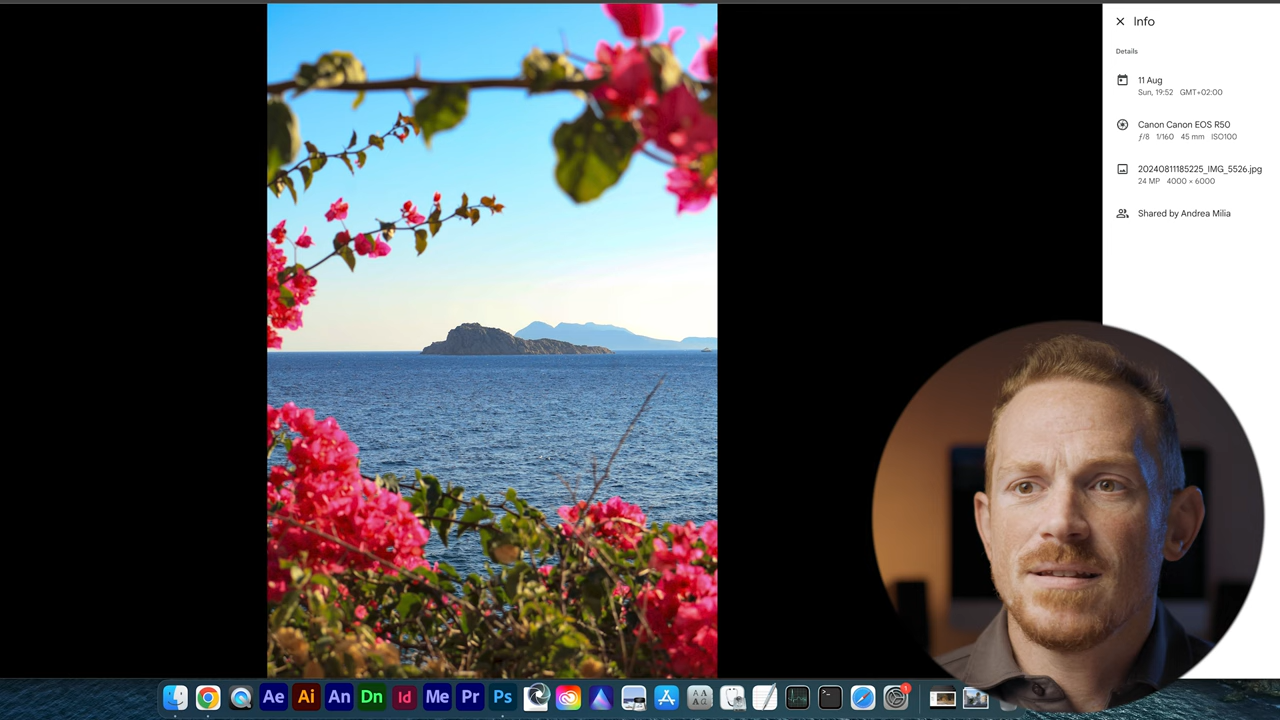 Info
Details
11 Aug
Sun, 19:52 GMT+02:00
Canon Canon EOS R50
ƒ/8 1/160 45 mm ISO100
20240811185225_IMG_5526.jpg
24 MP 4000 × 6000
Shared by Andrea Milia
Ae Ai An Dn Id Me Pr Ps